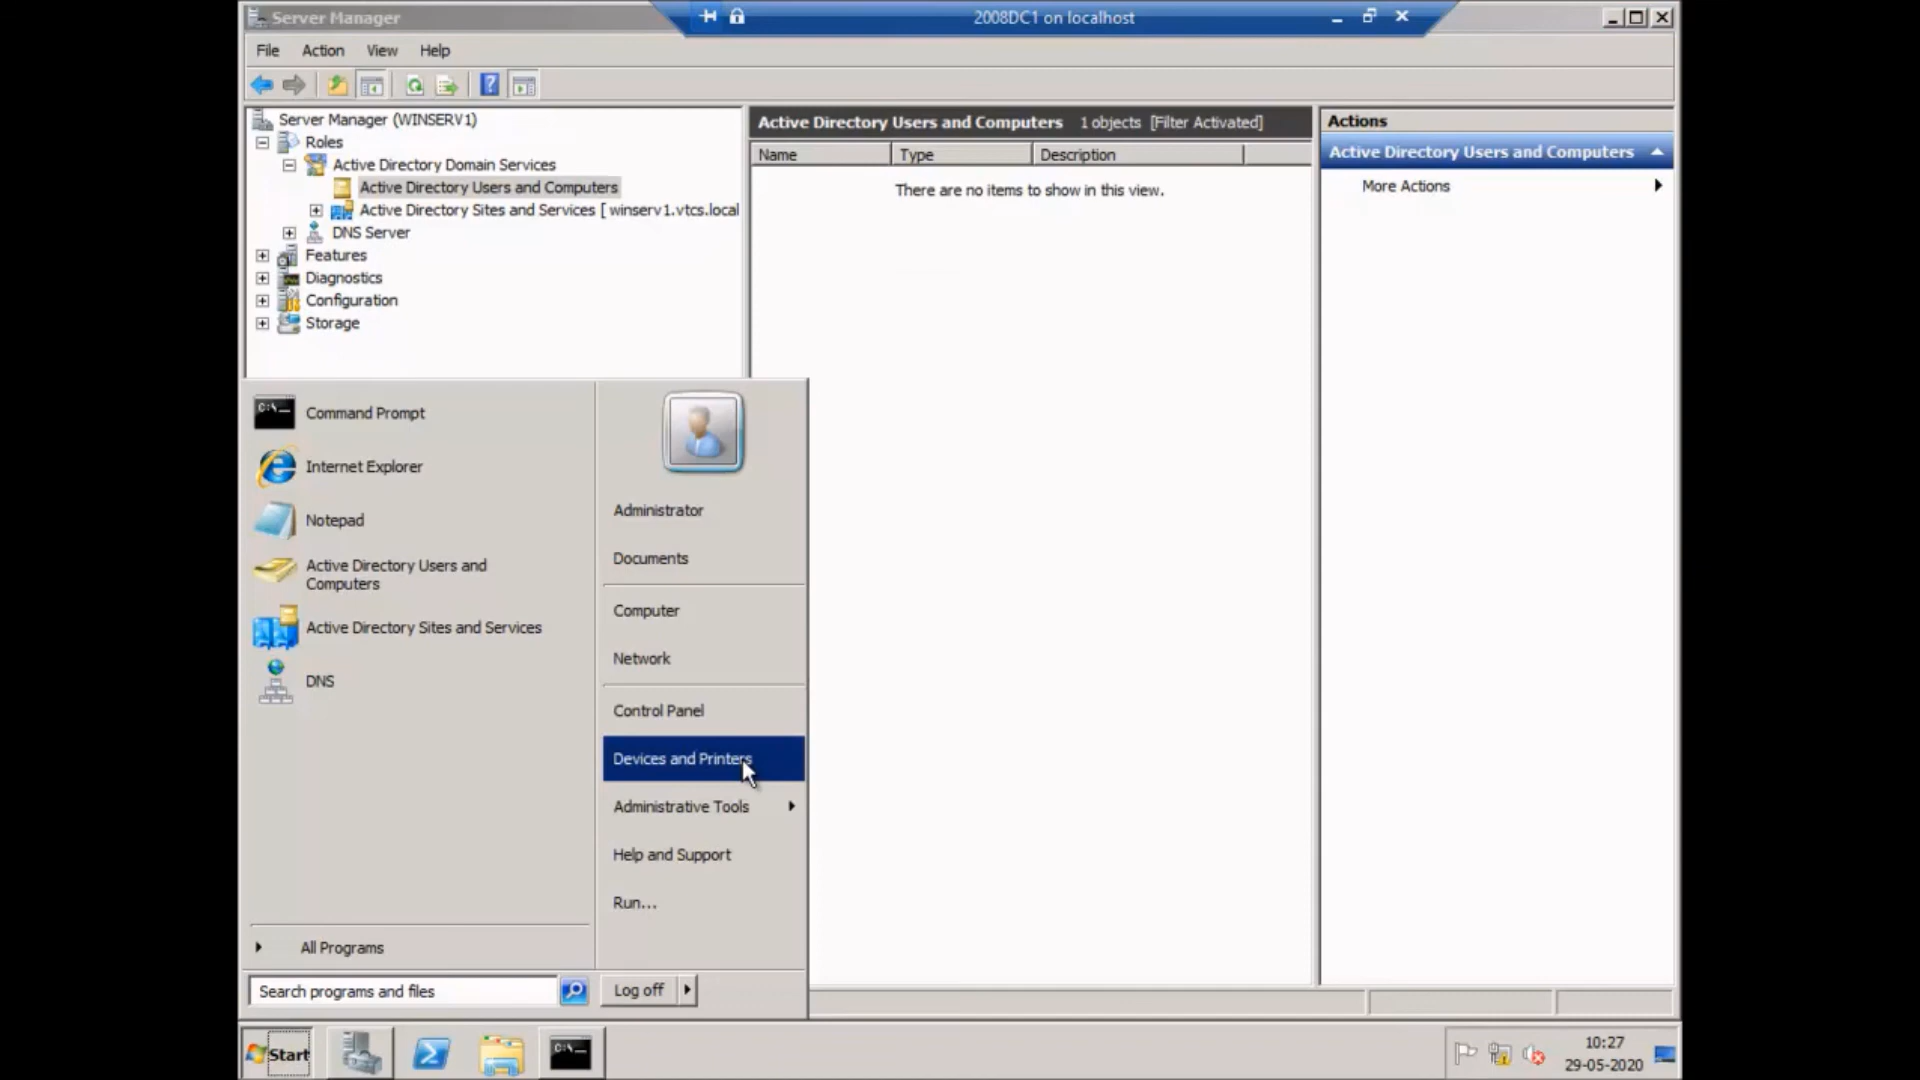 Server Manager
2008DC1 on localhost
File Action View Help
Server Manager (WINSERV1)
Roles
Active Directory Domain Services
Active Directory Users and Computers
Active Directory Sites and Services [ winserv1.vtcs.local
DNS Server
Features
Diagnostics
Configuration
Storage
Active Directory Users and Computers 1 objects [Filter Activated]
Name Type Description
There are no items to show in this view.
Actions
Active Directory Users and Computers
More Actions
Command Prompt
Internet Explorer
Notepad
Active Directory Users and
Computers
Active Directory Sites and Services
DNS
All Programs
Search programs and files
Administrator
Documents
Computer
Network
Control Panel
Devices and Printers
Administrative Tools
Help and Support
Run...
Log off
Start
10:27
29-05-2020